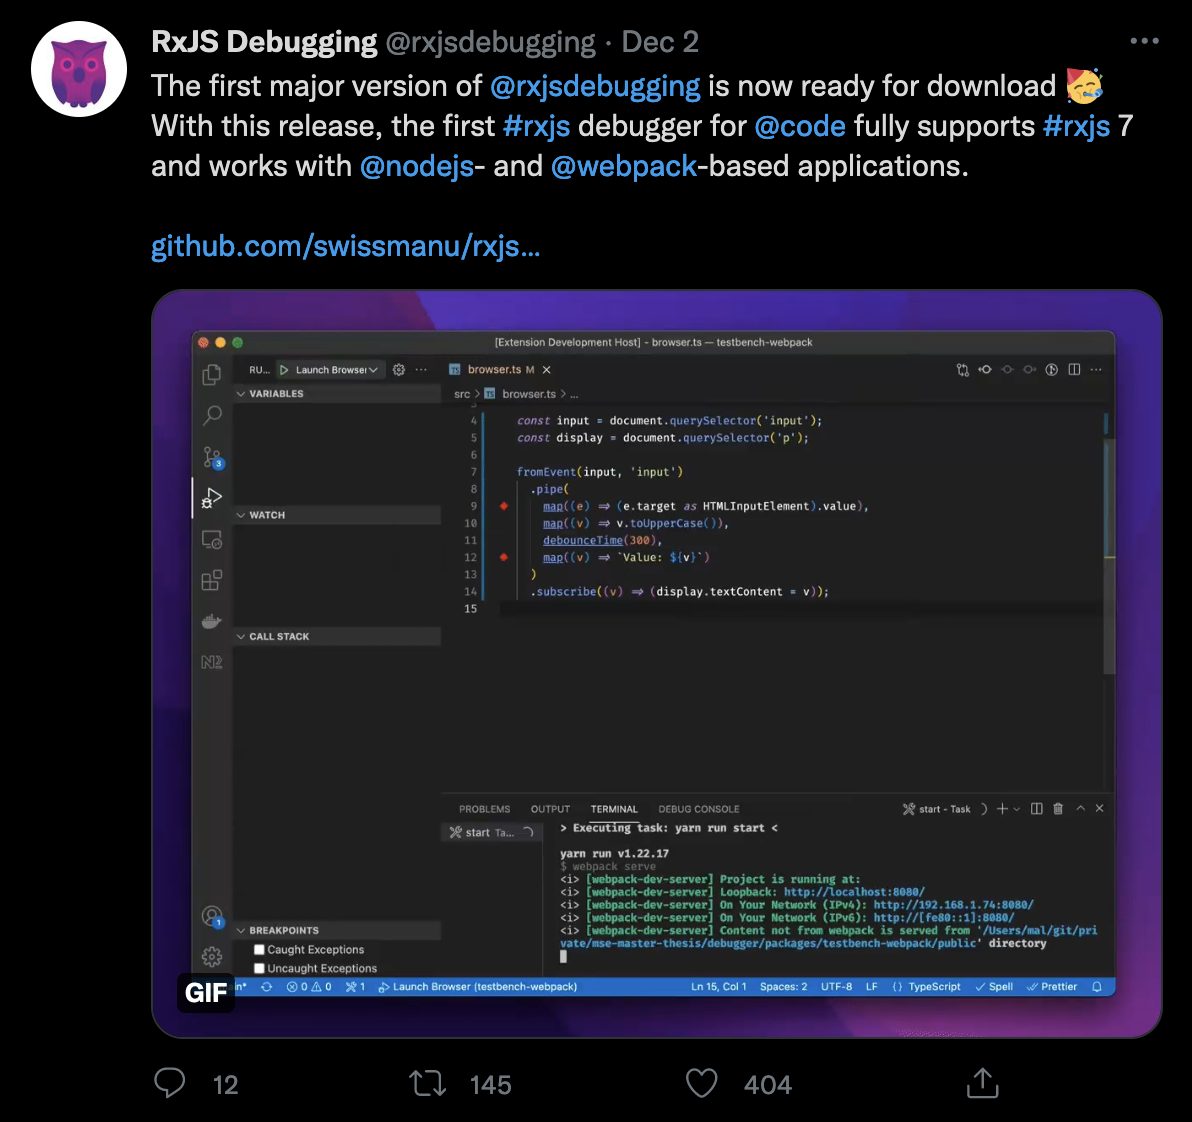 RxJS Debugging @rxjsdebugging · Dec 2
The first major version of @rxjsdebugging is now ready for download 🥳
With this release, the first #rxjs debugger for @code fully supports #rxjs 7
and works with @nodejs- and @webpack-based applications.
github.com/swissmanu/rxjs…
[Extension Development Host] - browser.ts — testbench-webpack
RU... Launch Browser
browser.ts M
VARIABLES
src > browser.ts > ...
3
4 const input = document.querySelector('input');
5 const display = document.querySelector('p');
6
7 fromEvent(input, 'input')
8 .pipe(
9 map((e) => (e.target as HTMLInputElement).value),
10 map((v) => v.toUpperCase()),
11 debounceTime(300),
12 map((v) => `Value: ${v}`)
13 )
14 .subscribe((v) => (display.textContent = v));
15
3
WATCH
CALL STACK
N2
PROBLEMS OUTPUT TERMINAL DEBUG CONSOLE start - Task
start Ta...
> Executing task: yarn run start <
yarn run v1.22.17
$ webpack serve
<i> [webpack-dev-server] Project is running at:
<i> [webpack-dev-server] Loopback: http://localhost:8080/
<i> [webpack-dev-server] On Your Network (IPv4): http://192.168.1.74:8080/
<i> [webpack-dev-server] On Your Network (IPv6): http://[fe80::1]:8080/
<i> [webpack-dev-server] Content not from webpack is served from '/Users/mal/git/pri
vate/mse-master-thesis/debugger/packages/testbench-webpack/public' directory
1
BREAKPOINTS
Caught Exceptions
Uncaught Exceptions
GIF
in* 0 0 1 Launch Browser (testbench-webpack) Ln 15, Col 1 Spaces: 2 UTF-8 LF {} TypeScript Spell Prettier
12 145 404